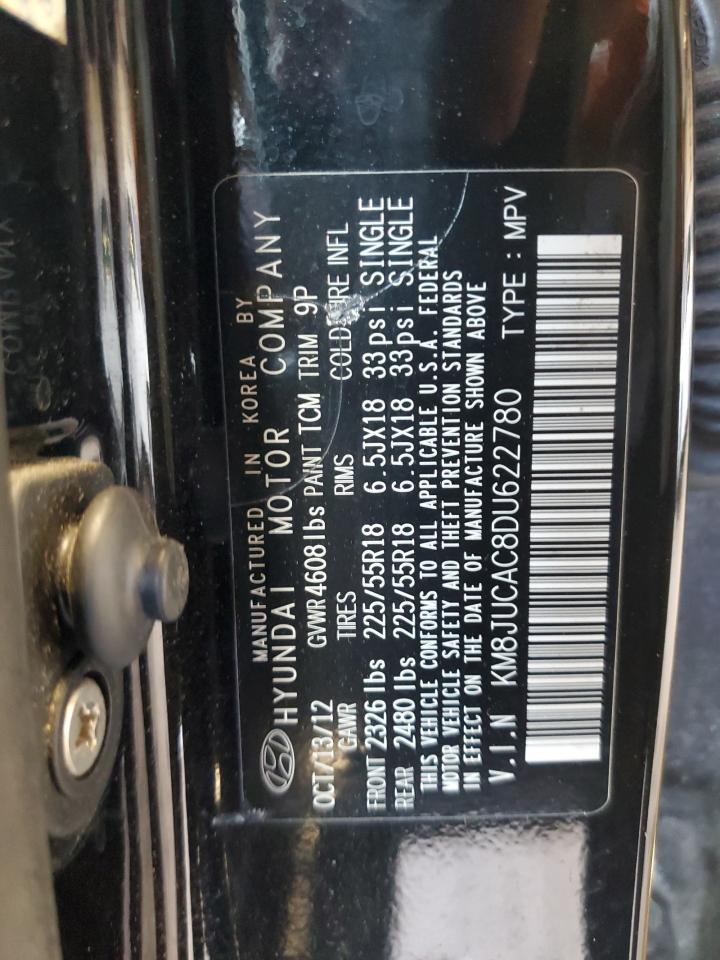 MANUFACTURED IN KOREA BY
HYUNDAI MOTOR COMPANY
OCT/13/12 GVWR 4608 lbs PAINT TCM TRIM 9P
GAWR TIRES RIMS COLD INFL
FRONT 2326 lbs 225/55R18 6.5JX18 33psi SINGLE
REAR 2480 lbs 225/55R18 6.5JX18 33psi SINGLE
THIS VEHICLE CONFORMS TO ALL APPLICABLE U.S.A. FEDERAL
MOTOR VEHICLE SAFETY AND THEFT PREVENTION STANDARDS
IN EFFECT ON THE DATE OF MANUFACTURE SHOWN ABOVE
V.I.N KM8JUCAC8DU622780 TYPE : MPV